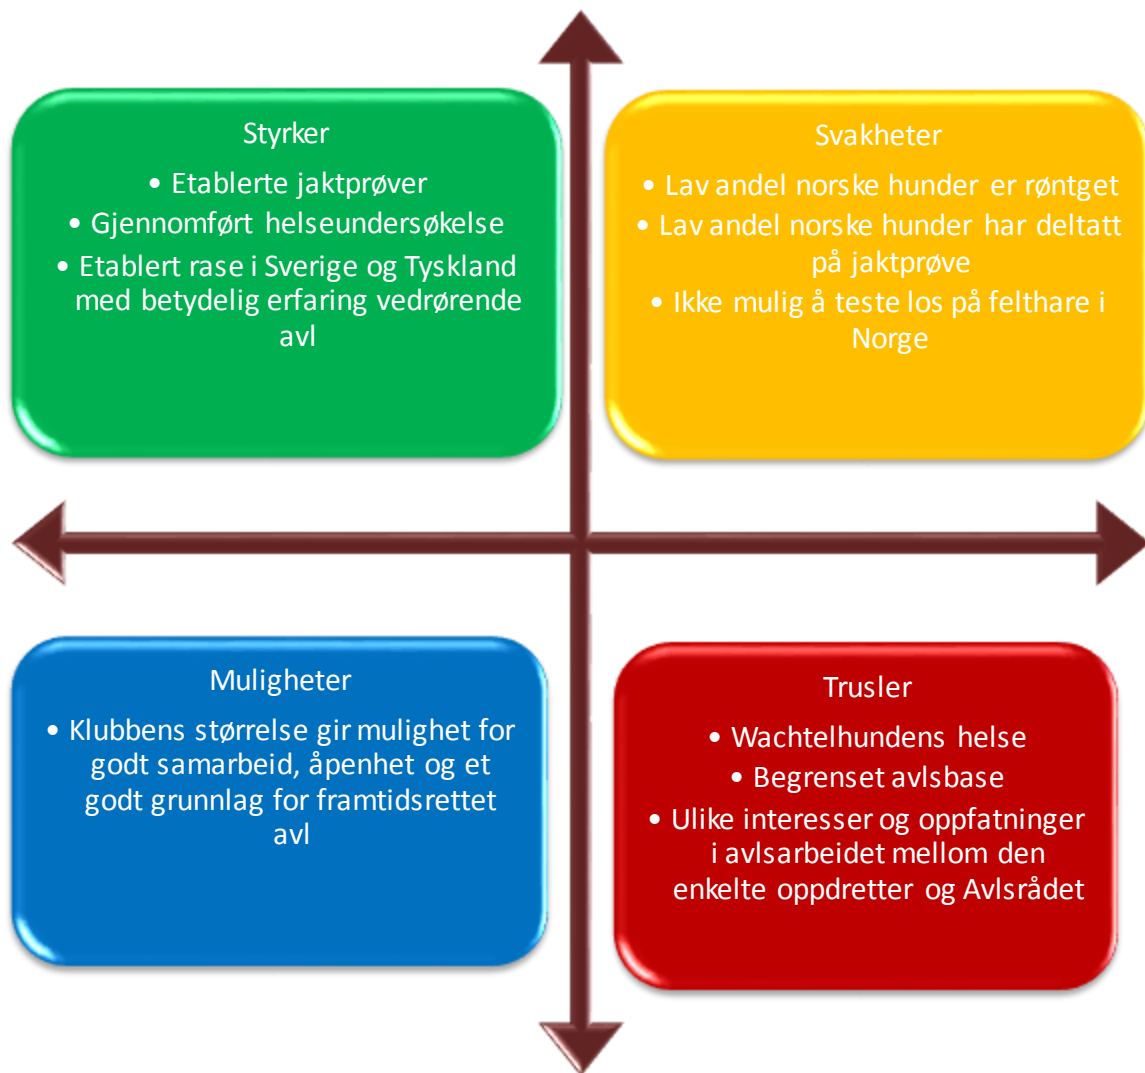 Styrker
• Etablerte jaktprøver
• Gjennomført helseundersøkelse
• Etablert rase i Sverige og Tyskland
med betydelig erfaring vedrørende
avl
Svakheter
• Lav andel norske hunder er røntget
• Lav andel norske hunder har deltatt
på jaktprøve
• Ikke mulig å teste los på felthare i
Norge
Muligheter
• Klubbens størrelse gir mulighet for
godt samarbeid, åpenhet og et
godt grunnlag for framtidsrettet
avl
Trusler
• Wachtelhundens helse
• Begrenset avlsbase
• Ulike interesser og oppfatninger
i avlsarbeidet mellom den
enkelte oppdretter og Avlsrådet